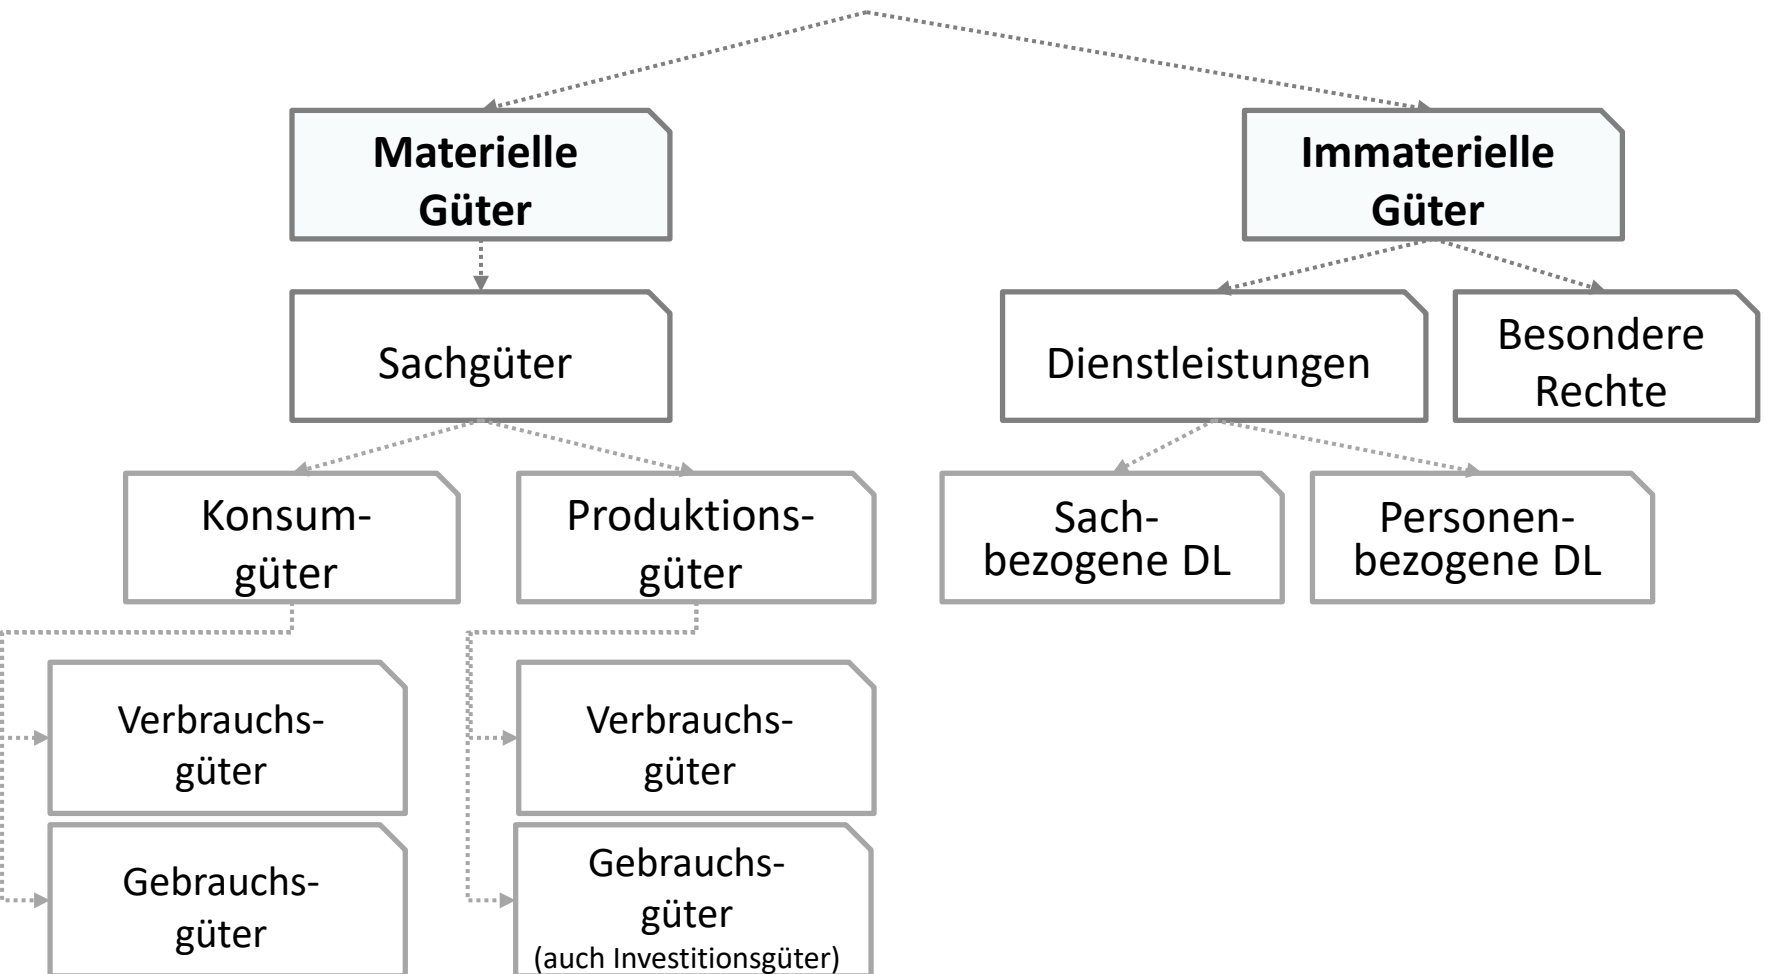 Materielle
Güter
Immaterielle
Güter
Sachgüter
Dienstleistungen
Besondere
Rechte
Konsum-
güter
Produktions-
güter
Sach-
bezogene DL
Personen-
bezogene DL
Verbrauchs-
güter
Verbrauchs-
güter
Gebrauchs-
güter
Gebrauchs-
güter
(auch Investitionsgüter)